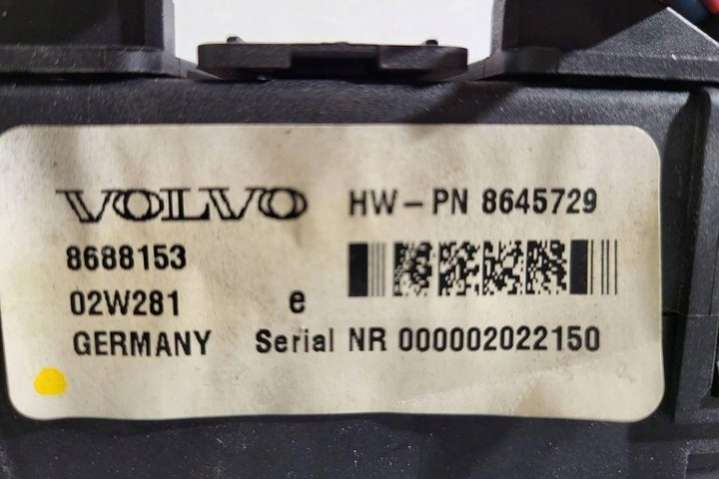 VOLVO HW-PN 8645729
8688153
02W281 e
GERMANY Serial NR 000002022150